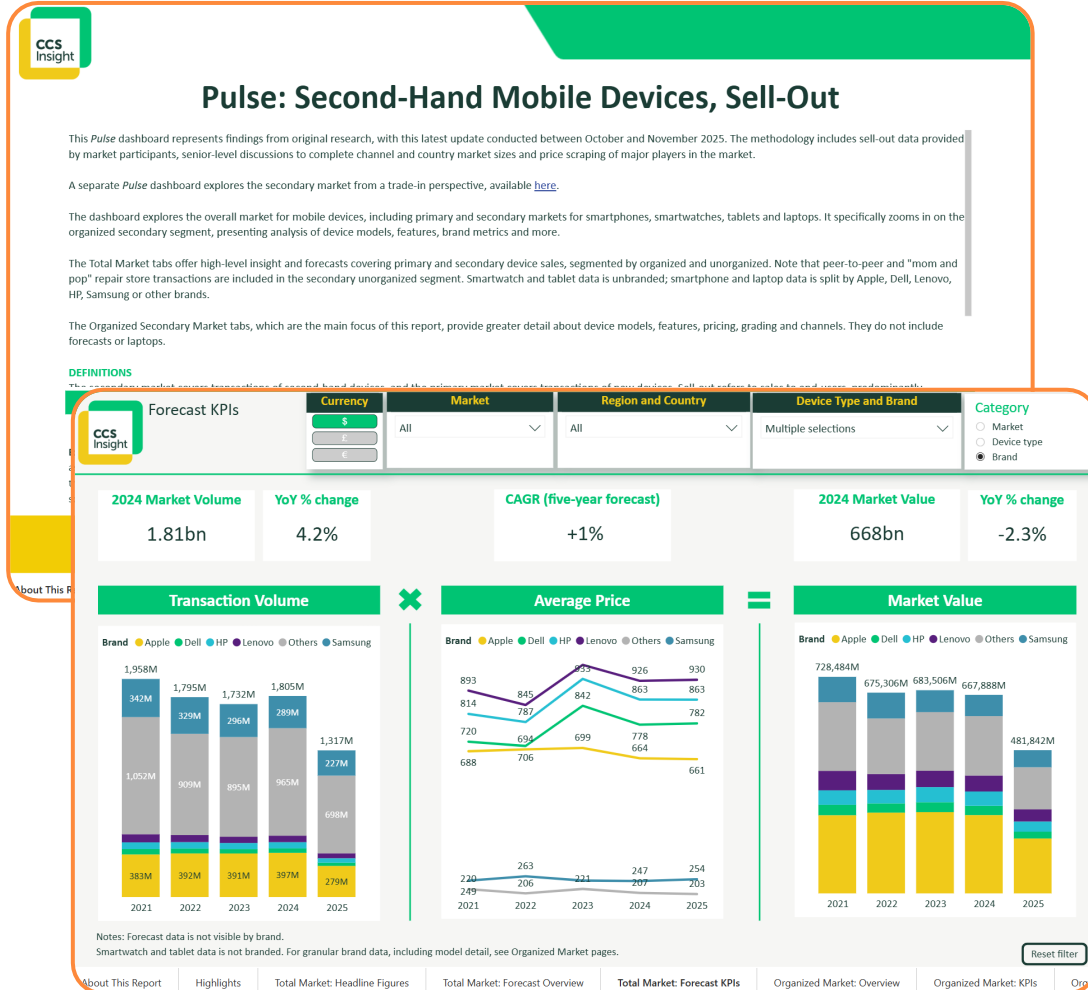 CCS
Insight
Pulse: Second-Hand Mobile Devices, Sell-Out
This Pulse dashboard represents findings from original research, with this latest update conducted between October and November 2025. The methodology includes sell-out data provided
by market participants, senior-level discussions to complete channel and country market sizes and price scraping of major players in the market.
A separate Pulse dashboard explores the secondary market from a trade-in perspective, available here.
The dashboard explores the overall market for mobile devices, including primary and secondary markets for smartphones, smartwatches, tablets and laptops. It specifically zooms in on the
organized secondary segment, presenting analysis of device models, features, brand metrics and more.
The Total Market tabs offer high-level insight and forecasts covering primary and secondary device sales, segmented by organized and unorganized. Note that peer-to-peer and "mom and
pop" repair store transactions are included in the secondary unorganized segment. Smartwatch and tablet data is unbranded; smartphone and laptop data is split by Apple, Dell, Lenovo,
HP, Samsung or other brands.
The Organized Secondary Market tabs, which are the main focus of this report, provide greater detail about device models, features, pricing, grading and channels. They do not include
forecasts or laptops.
DEFINITIONS
About This R
CCS
Insight
Forecast KPIs
Currency
$
£
€
Market
All
Region and Country
All
Device Type and Brand
Multiple selections
Category
Market
Device type
Brand
2024 Market Volume
1.81bn
YoY % change
4.2%
CAGR (five-year forecast)
+1%
2024 Market Value
668bn
YoY % change
-2.3%
Transaction Volume
Average Price
Market Value
Brand Apple Dell HP Lenovo Others Samsung
1,958M
1,795M
1,732M
1,805M
1,317M
342M
329M
296M
289M
227M
1,052M
909M
895M
965M
698M
383M
392M
391M
397M
279M
2021 2022 2023 2024 2025
Brand Apple Dell HP Lenovo Others Samsung
893 845 926 930
814 787 863 863
720 694 842 778 782
688 706 699 664 661
263 247 254
249 206 221 207 203
2021 2022 2023 2024 2025
Brand Apple Dell HP Lenovo Others Samsung
728,484M
675,306M
683,506M
667,888M
481,842M
2021 2022 2023 2024 2025
Notes: Forecast data is not visible by brand.
Smartwatch and tablet data is not branded. For granular brand data, including model detail, see Organized Market pages.
Reset filter
About This Report
Highlights
Total Market: Headline Figures
Total Market: Forecast Overview
Total Market: Forecast KPIs
Organized Market: Overview
Organized Market: KPIs